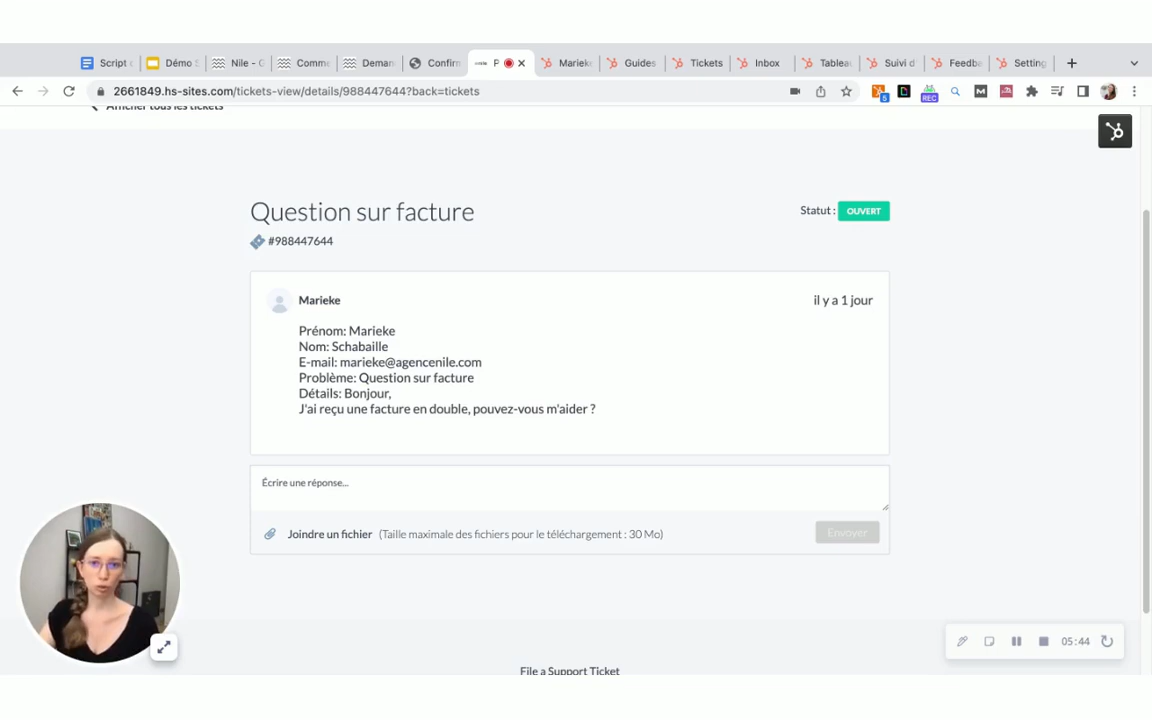 Script
Démo
Nile - G
Comme
Deman
Confirm
P
Marieke
Guides
Tickets
Inbox
Tableau
Suivi d'
Feedba
Setting
2661849.hs-sites.com/tickets-view/details/988447644?back=tickets
5
REC
Afficher tous les tickets
Question sur facture
Statut : OUVERT
#988447644
Marieke
il y a 1 jour
Prénom: Marieke
Nom: Schabaille
E-mail: marieke@agencenile.com
Problème: Question sur facture
Détails: Bonjour,
J'ai reçu une facture en double, pouvez-vous m'aider ?
Écrire une réponse...
Joindre un fichier (Taille maximale des fichiers pour le téléchargement : 30 Mo)
Envoyer
05:44
File a Support Ticket